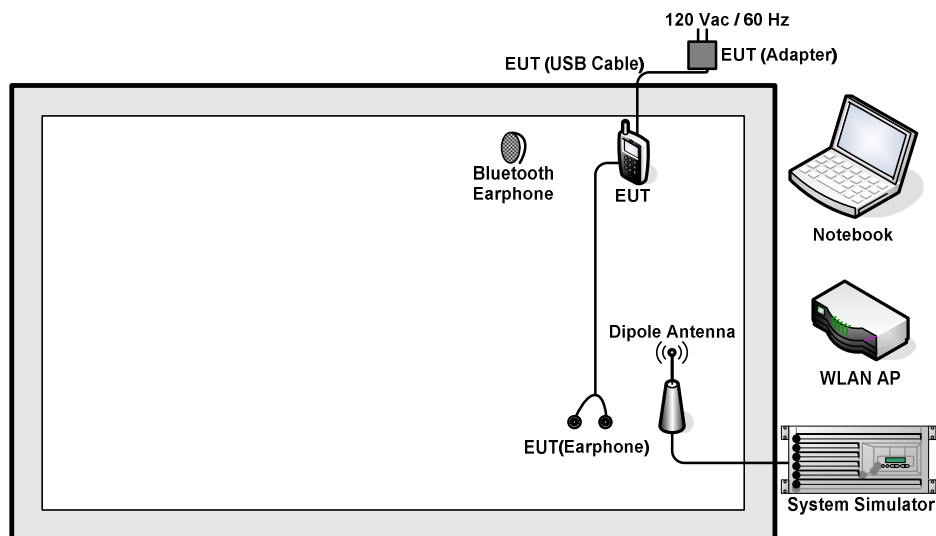 120 Vac / 60 Hz
EUT (Adapter)
EUT (USB Cable)
Bluetooth
Earphone
EUT
Notebook
Dipole Antenna
WLAN AP
EUT(Earphone)
System Simulator